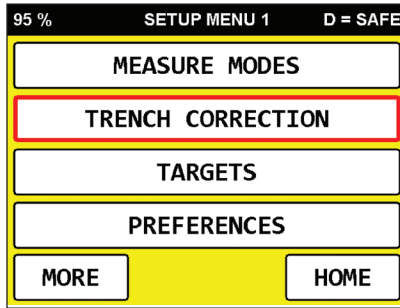 95 % SETUP MENU 1 D = SAFE
MEASURE MODES
TRENCH CORRECTION
TARGETS
PREFERENCES
MORE HOME